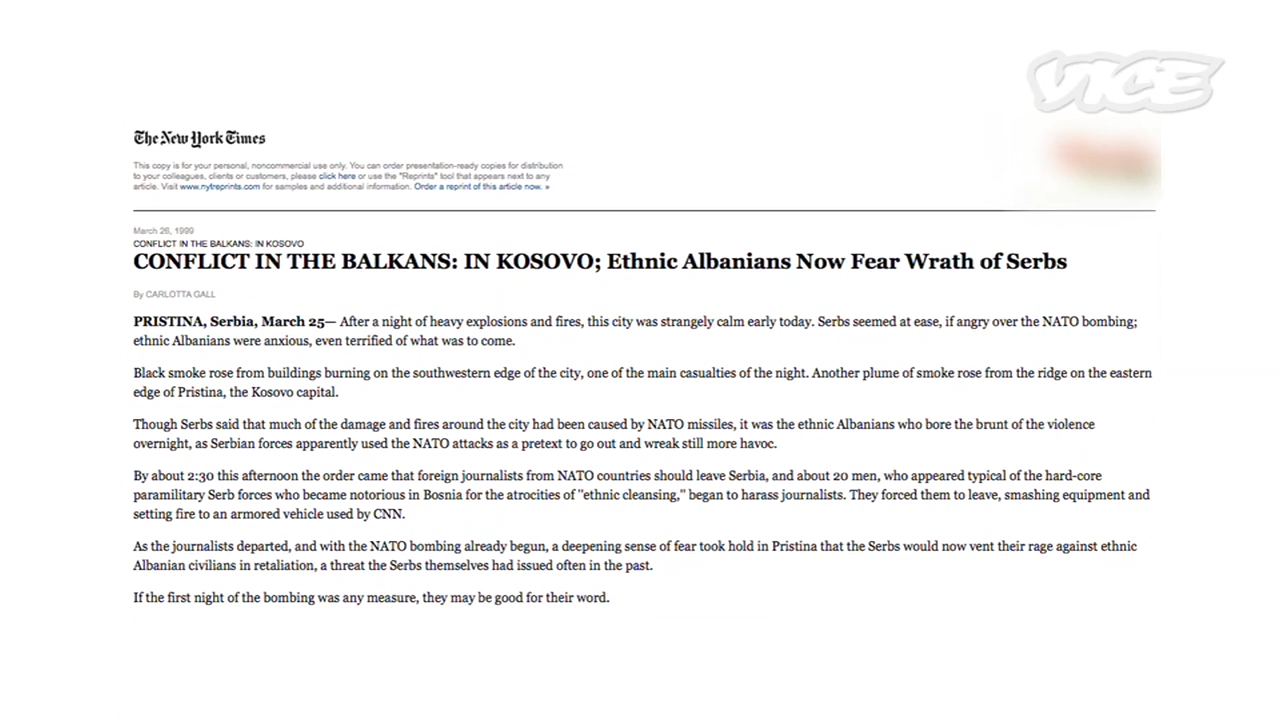 VICE
The New York Times
This copy is for your personal, noncommercial use only. You can order presentation-ready copies for distribution
to your colleagues, clients or customers, please click here or use the "Reprints" tool that appears next to any
article. Visit www.nytreprints.com for samples and additional information. Order a reprint of this article now. »
March 26, 1999
CONFLICT IN THE BALKANS: IN KOSOVO
CONFLICT IN THE BALKANS: IN KOSOVO; Ethnic Albanians Now Fear Wrath of Serbs
By CARLOTTA GALL
PRISTINA, Serbia, March 25— After a night of heavy explosions and fires, this city was strangely calm early today. Serbs seemed at ease, if angry over the NATO bombing;
ethnic Albanians were anxious, even terrified of what was to come.
Black smoke rose from buildings burning on the southwestern edge of the city, one of the main casualties of the night. Another plume of smoke rose from the ridge on the eastern
edge of Pristina, the Kosovo capital.
Though Serbs said that much of the damage and fires around the city had been caused by NATO missiles, it was the ethnic Albanians who bore the brunt of the violence
overnight, as Serbian forces apparently used the NATO attacks as a pretext to go out and wreak still more havoc.
By about 2:30 this afternoon the order came that foreign journalists from NATO countries should leave Serbia, and about 20 men, who appeared typical of the hard-core
paramilitary Serb forces who became notorious in Bosnia for the atrocities of "ethnic cleansing," began to harass journalists. They forced them to leave, smashing equipment and
setting fire to an armored vehicle used by CNN.
As the journalists departed, and with the NATO bombing already begun, a deepening sense of fear took hold in Pristina that the Serbs would now vent their rage against ethnic
Albanian civilians in retaliation, a threat the Serbs themselves had issued often in the past.
If the first night of the bombing was any measure, they may be good for their word.